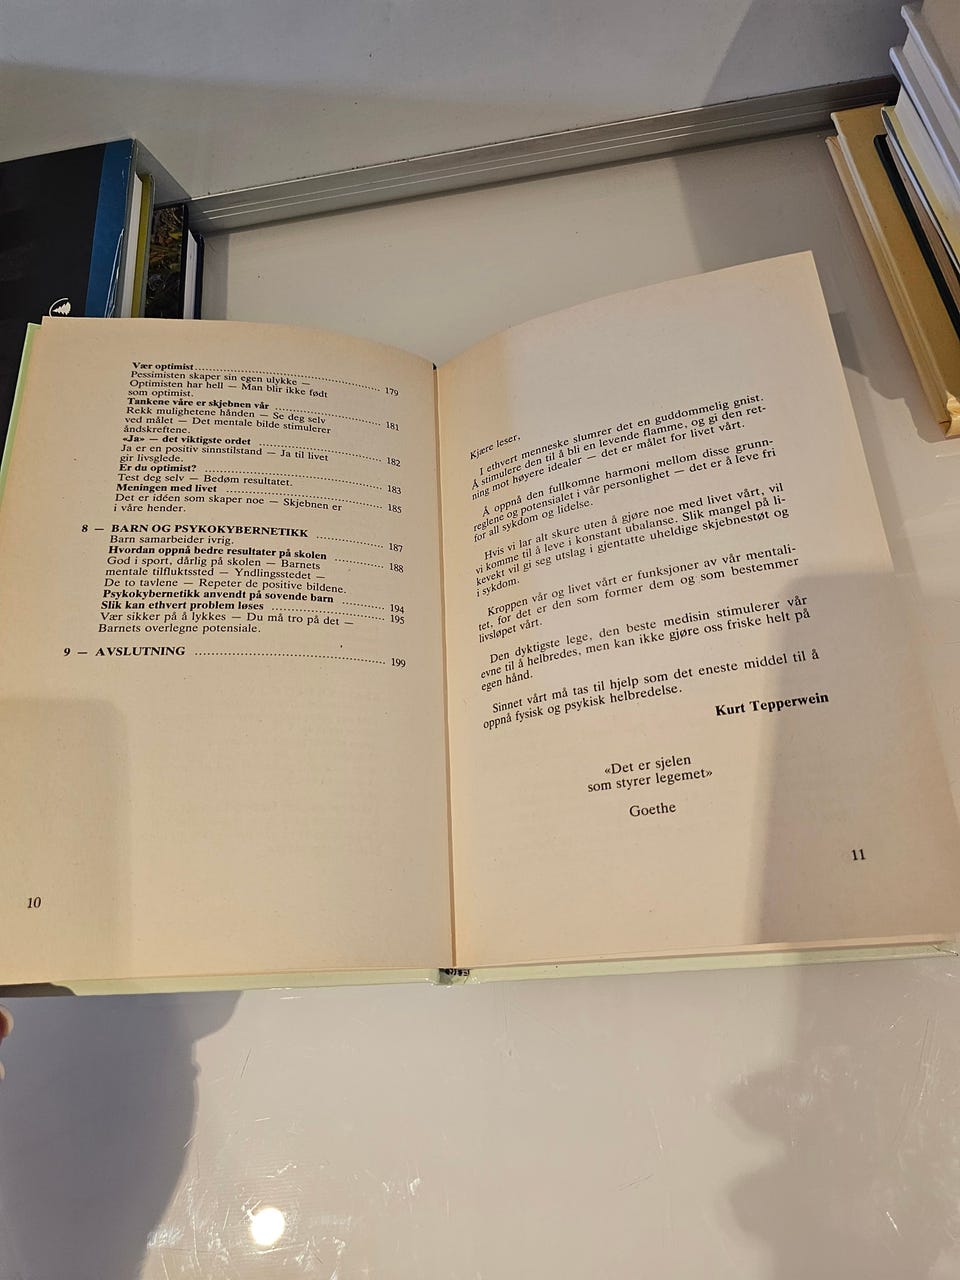 Vær optimist 179
Pessimisten skaper sin egen ulykke —
Optimisten har hell — Man blir ikke født
som optimist.
Tankene våre er skjebnen vår 181
Rekk mulighetene hånden — Se deg selv
ved målet — Det mentale bilde stimulerer
åndskreftene.
«Ja» — det viktigste ordet 182
Ja er en positiv sinnstilstand — Ja til livet
gir livsglede.
Er du optimist? 183
Test deg selv — Bedøm resultatet.
Meningen med livet 185
Det er idéen som skaper noe — Skjebnen er
i våre hender.
8 — BARN OG PSYKOKYBERNETIKK 187
Barn samarbeider ivrig.
Hvordan oppnå bedre resultater på skolen 188
God i sport, dårlig på skolen — Barnets
mentale tilfluktssted — Yndlingsstedet —
De to tavlene — Repeter de positive bildene.
Psykokybernetikk anvendt på sovende barn 194
Slik kan ethvert problem løses 195
Vær sikker på å lykkes — Du må tro på det —
Barnets overlegne potensiale.
9 — AVSLUTNING 199
10
Kjære leser,
I ethvert menneske slumrer det en guddommelig gnist.
Å stimulere den til å bli en levende flamme, og gi den ret-
ning mot høyere idealer — det er målet for livet vårt.
Å oppnå den fullkomne harmoni mellom disse grunn-
reglene og potensialet i vår personlighet — det er å leve fri
for all sykdom og lidelse.
Hvis vi lar alt skure uten å gjøre noe med livet vårt, vil
vi komme til å leve i konstant ubalanse. Slik mangel på li-
kevekt vil gi seg utslag i gjentatte uheldige skjebnestøt og
i sykdom.
Kroppen vår og livet vårt er funksjoner av vår mentali-
tet, for det er den som former dem og som bestemmer
livsløpet vårt.
Den dyktigste lege, den beste medisin stimulerer vår
evne til å helbredes, men kan ikke gjøre oss friske helt på
egen hånd.
Sinnet vårt må tas til hjelp som det eneste middel til å
oppnå fysisk og psykisk helbredelse.
Kurt Tepperwein
«Det er sjelen
som styrer legemet»
Goethe
11